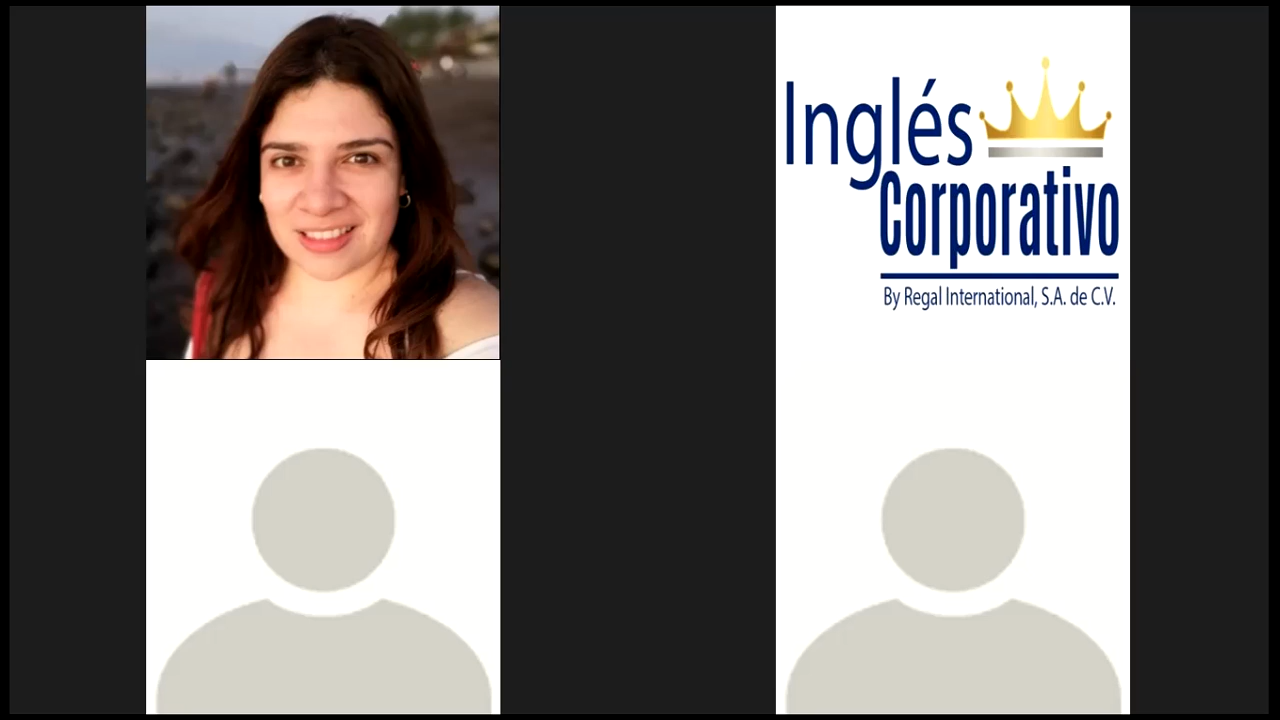 Inglés
Corporativo
By Regal International, S.A. de C.V.